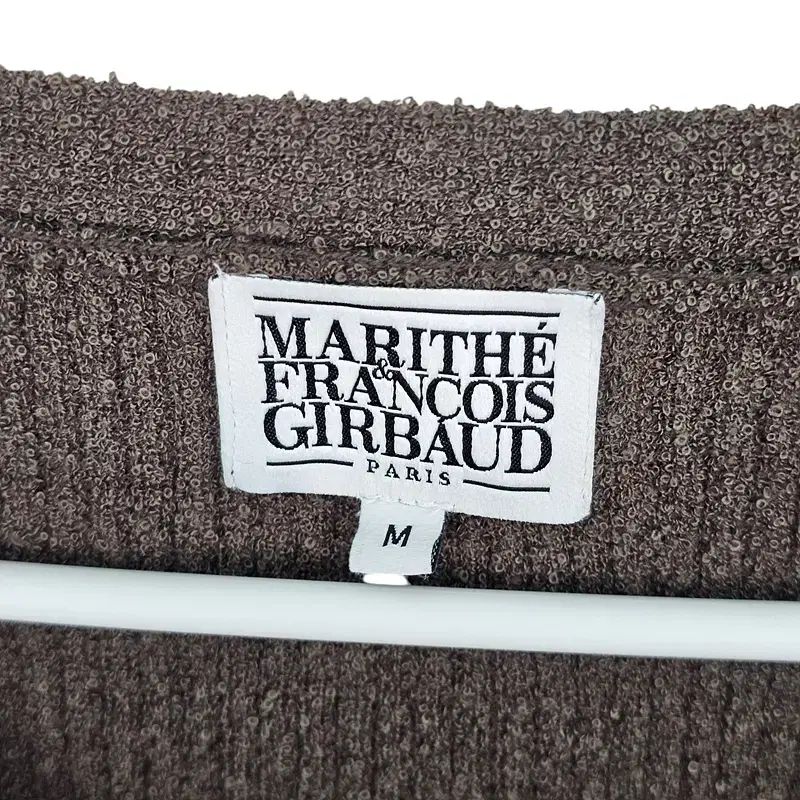 MARITHÉ
&
FRANCOIS
GIRBAUD
PARIS
M